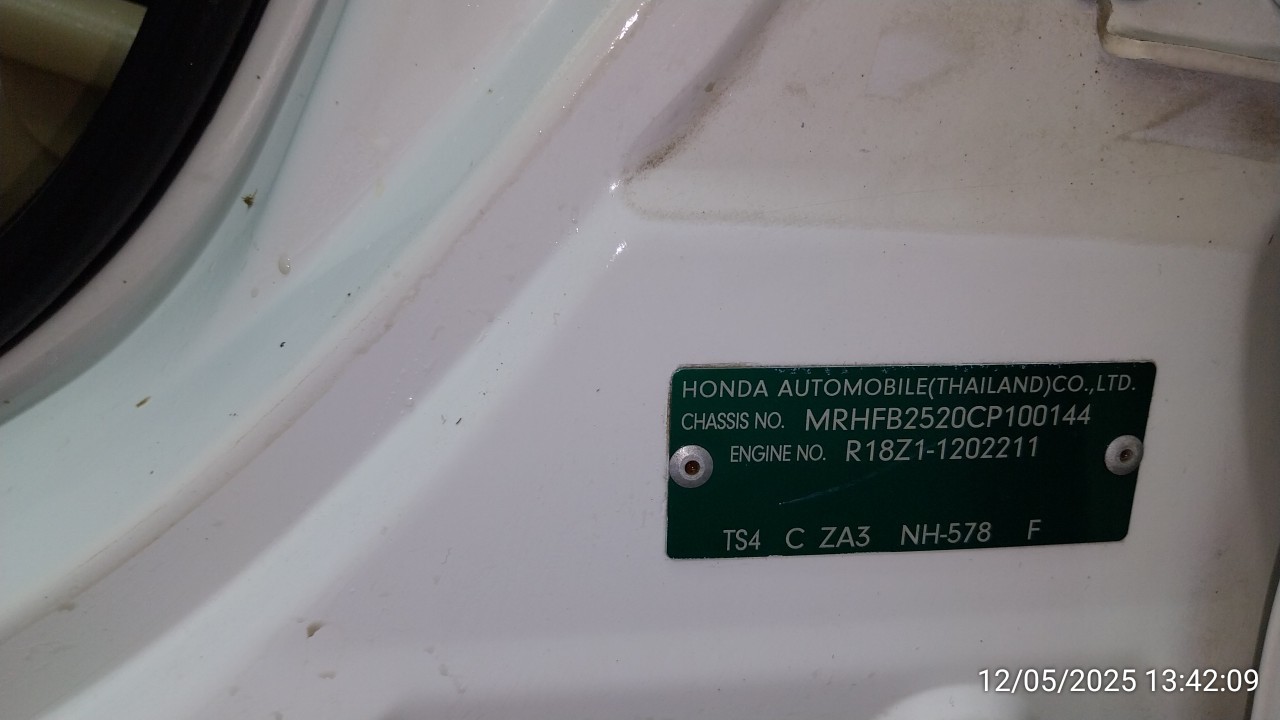 HONDA AUTOMOBILE(THAILAND)CO.,LTD.
CHASSIS NO. MRHFB2520CP100144
ENGINE NO. R18Z1-1202211
TS4 C ZA3 NH-578 F
12/05/2025 13:42:09